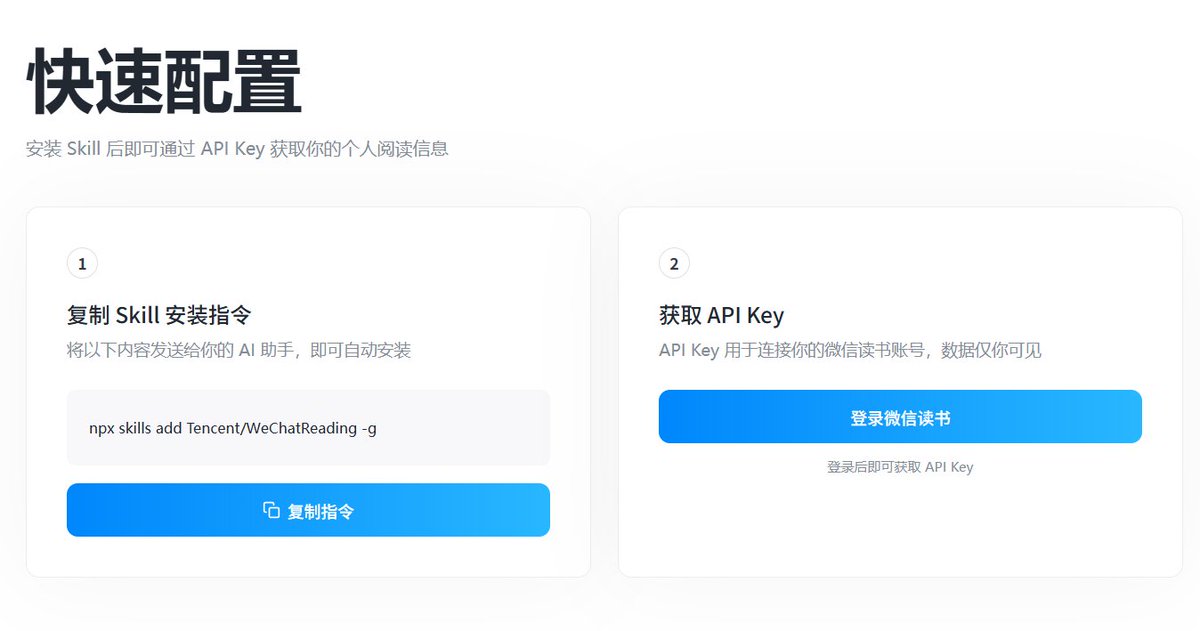 快速配置
安装 Skill 后即可通过 API Key 获取你的个人阅读信息
1
复制 Skill 安装指令
将以下内容发送给你的 AI 助手，即可自动安装
npx skills add Tencent/WeChatReading -g
复制指令
2
获取 API Key
API Key 用于连接你的微信读书账号，数据仅你可见
登录微信读书
登录后即可获取 API Key